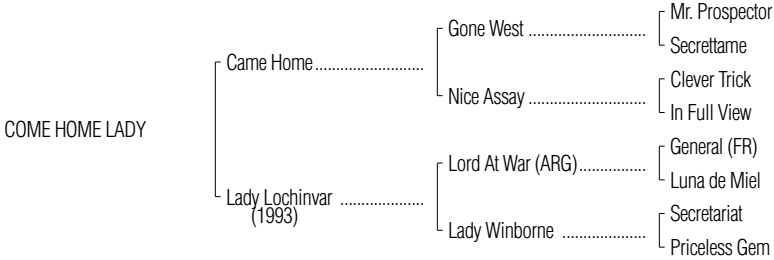 Mr. Prospector
Gone West ............................
Secrettame
Came Home..........................
Clever Trick
Nice Assay ............................
In Full View
COME HOME LADY
General (FR)
Lord At War (ARG)................
Luna de Miel
Lady Lochinvar ....................
(1993)
Secretariat
Lady Winborne ....................
Priceless Gem